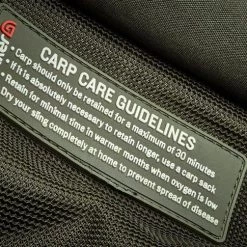 CARP CARE GUIDELINES
• Carp should only be retained for a maximum of 30 minutes
• If it is absolutely necessary to retain longer, use a carp sack
• Retain for minimal time in warmer months when oxygen is low
Dry your sling completely at home to prevent spread of disease